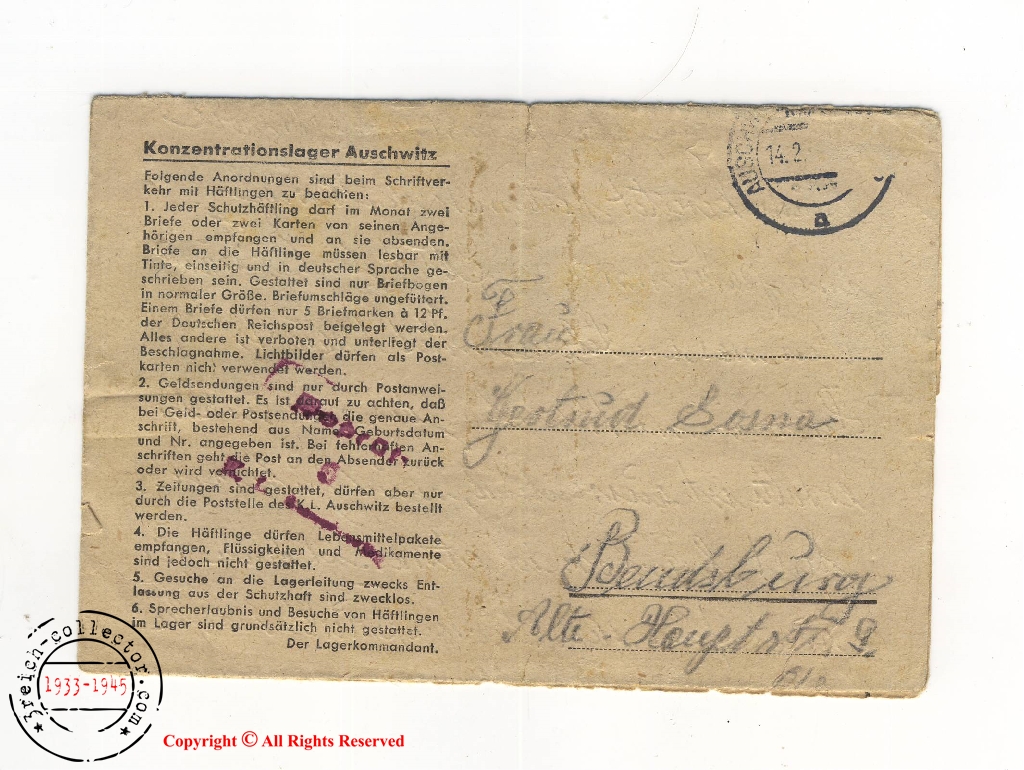 Konzentrationslager Auschwitz
Folgende Anordnungen sind beim Schriftver-
kehr mit Häftlingen zu beachten:
1. Jeder Schutzhäftling darf im Monat zwei
Briefe oder zwei Karten von seinen Ange-
hörigen empfangen und an sie absenden.
Briefe an die Häftlinge müssen lesbar mit
Tinte, einseitig und in deutscher Sprache ge-
schrieben sein. Gestattet sind nur Briefbogen
in normaler Größe. Briefumschläge ungefüttert.
Einem Briefe dürfen nur 5 Briefmarken à 12 Pf.
der Deutschen Reichspost beigelegt werden.
Alles andere ist verboten und unterliegt der
Beschlagnahme. Lichtbilder dürfen als Post-
karten nicht verwendet werden.
2. Geldsendungen sind nur durch Postanwei-
sungen gestattet. Es ist darauf zu achten, daß
bei Geld- oder Postsendungen die genaue An-
schrift, bestehend aus Name, Geburtsdatum
und Nr. angegeben ist. Bei fehlerhaften An-
schriften geht die Post an den Absender zurück
oder wird vernichtet.
3. Zeitungen sind gestattet, dürfen aber nur
durch die Poststelle des K.L. Auschwitz bestellt
werden.
4. Die Häftlinge dürfen Lebensmittelpakete
empfangen, Flüssigkeiten und Medikamente
sind jedoch nicht gestattet.
5. Gesuche an die Lagerleitung zwecks Ent-
lassung aus der Schutzhaft sind zwecklos.
6. Sprecherlaubnis und Besuche von Häftlingen
im Lager sind grundsätzlich nicht gestattet.
Der Lagerkommandant.
14.2.
a
Frau
Gertrud Sosna
Bendsburg
Alte - Hauptstr. 9
3reich-collector.com
1933-1945
Copyright © All Rights Reserved